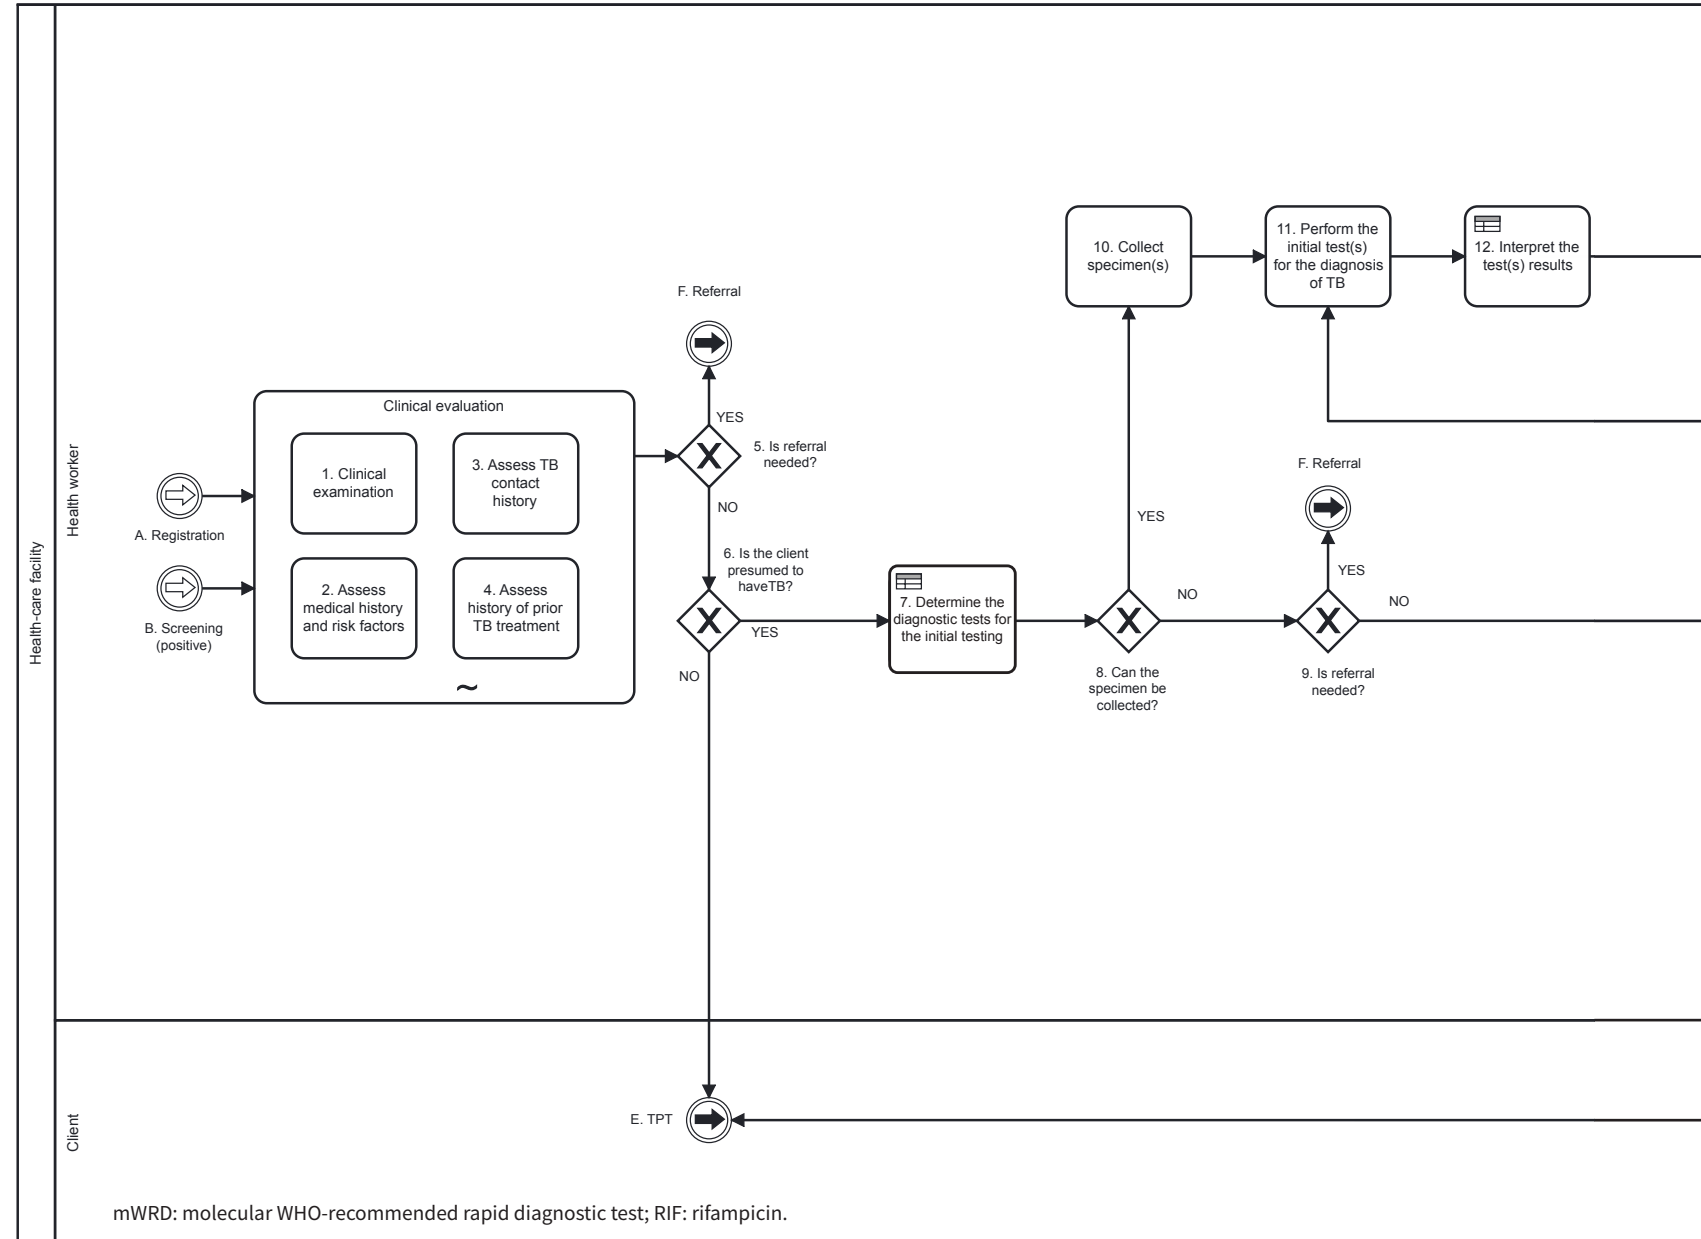 Health-care facility
Health worker
Client
A. Registration
B. Screening
(positive)
Clinical evaluation
1. Clinical
examination
3. Assess TB
contact
history
2. Assess
medical history
and risk factors
4. Assess
history of prior
TB treatment
~
F. Referral
YES
X
5. Is referral
needed?
NO
6. Is the client
presumed to
haveTB?
X
YES
NO
7. Determine the
diagnostic tests for
the initial testing
X
8. Can the
specimen be
collected?
YES
NO
10. Collect
specimen(s)
11. Perform the
initial test(s)
for the diagnosis
of TB
12. Interpret the
test(s) results
F. Referral
YES
X
NO
9. Is referral
needed?
E. TPT
mWRD: molecular WHO-recommended rapid diagnostic test; RIF: rifampicin.